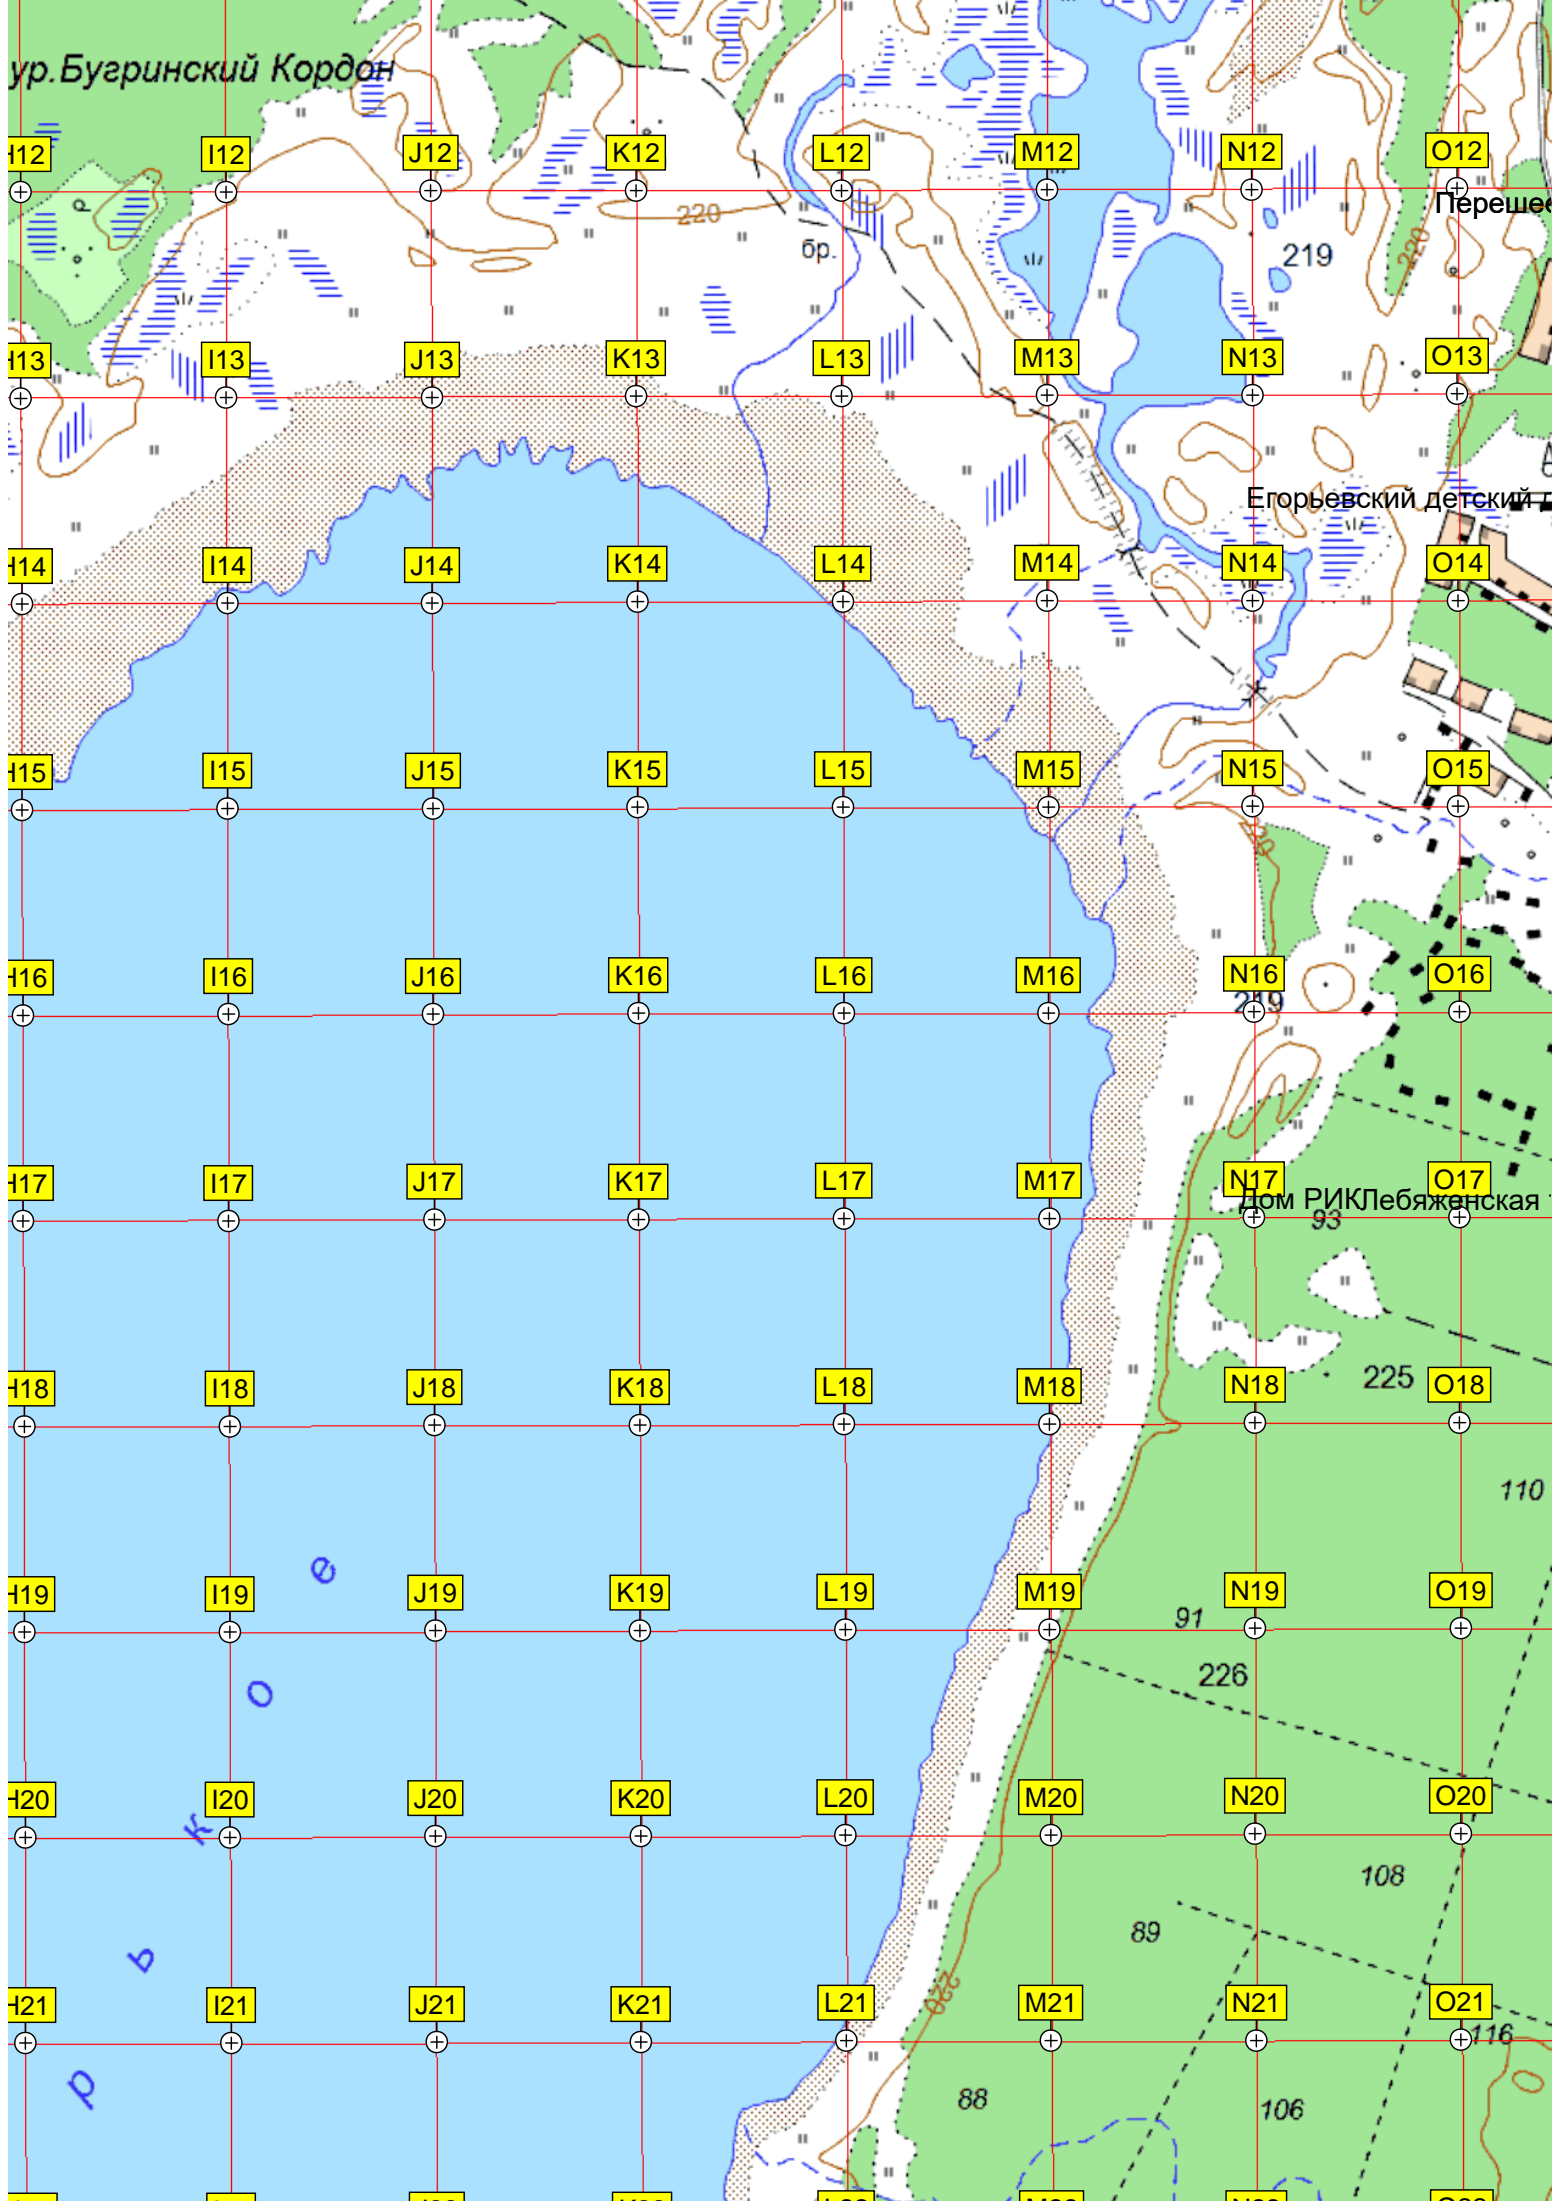 ур.Бугринский Кордон
H12 I12 J12 K12 L12 M12 N12 O12
Перешее
220
бр.
219
220
H13 I13 J13 K13 L13 M13 N13 O13
Егорьевский детский
H14 I14 J14 K14 L14 M14 N14 O14
H15 I15 J15 K15 L15 M15 N15 O15
220
H16 I16 J16 K16 L16 M16 N16 O16
219
H17 I17 J17 K17 L17 M17 N17 O17
Дом РИКЛебяженская
93
225
H18 I18 J18 K18 L18 M18 N18 O18
110
е
H19 I19 J19 K19 L19 M19 N19 O19
91
226
о
H20 I20 J20 K20 L20 M20 N20 O20
к
108
89
ь
220
H21 I21 J21 K21 L21 M21 N21 O21
116
р
88
106